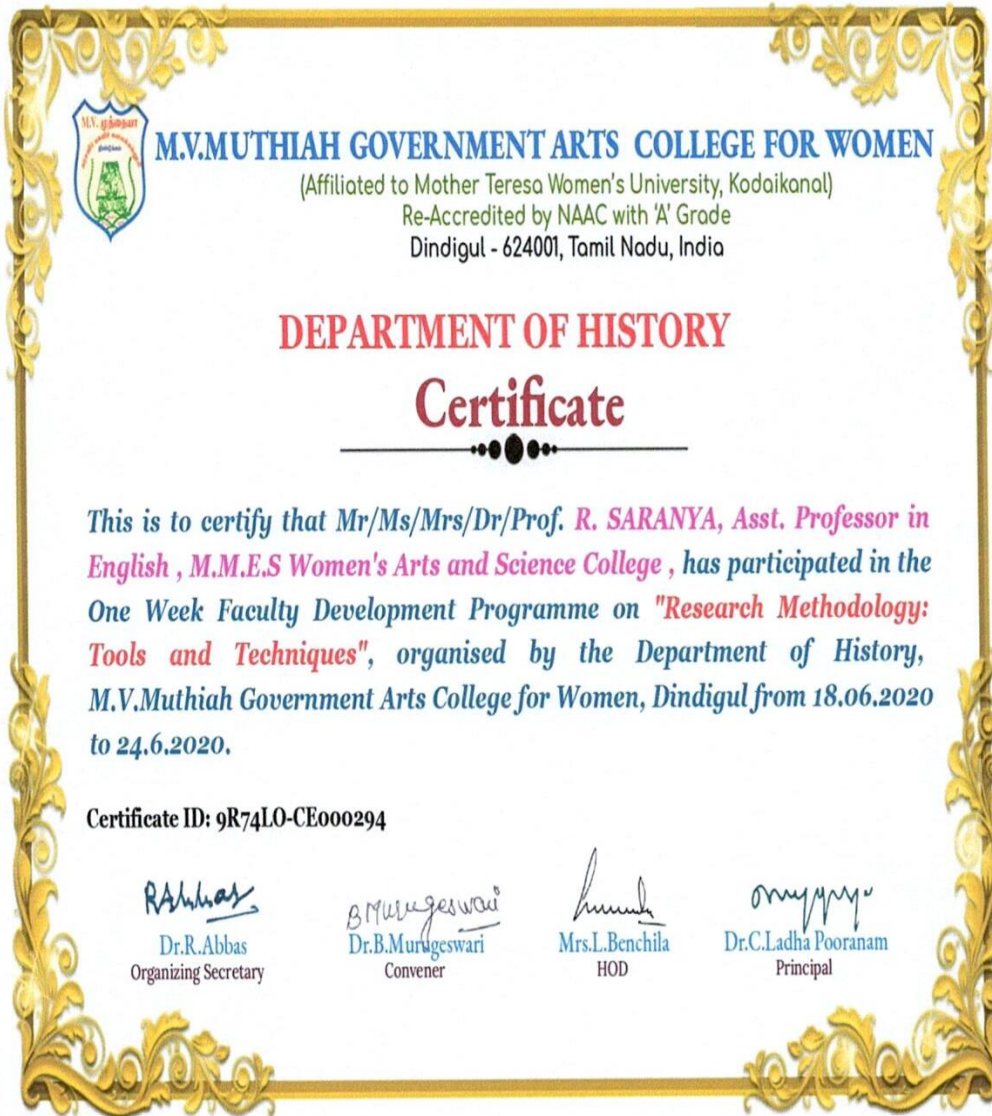 M.V. முத்தையா
M.V.MUTHIAH GOVERNMENT ARTS COLLEGE FOR WOMEN
(Affiliated to Mother Teresa Women's University, Kodaikanal)
Re-Accredited by NAAC with 'A' Grade
Dindigul - 624001, Tamil Nadu, India
DEPARTMENT OF HISTORY
Certificate
This is to certify that Mr/Ms/Mrs/Dr/Prof. R. SARANYA, Asst. Professor in
English , M.M.E.S Women's Arts and Science College , has participated in the
One Week Faculty Development Programme on "Research Methodology:
Tools and Techniques", organised by the Department of History,
M.V.Muthiah Government Arts College for Women, Dindigul from 18.06.2020
to 24.6.2020.
Certificate ID: 9R74LO-CE000294
RAbbas
BMurugeswari
Dr.R.Abbas
Dr.B.Murugeswari
Mrs.L.Benchila
Dr.C.Ladha Pooranam
Organizing Secretary
Convener
HOD
Principal